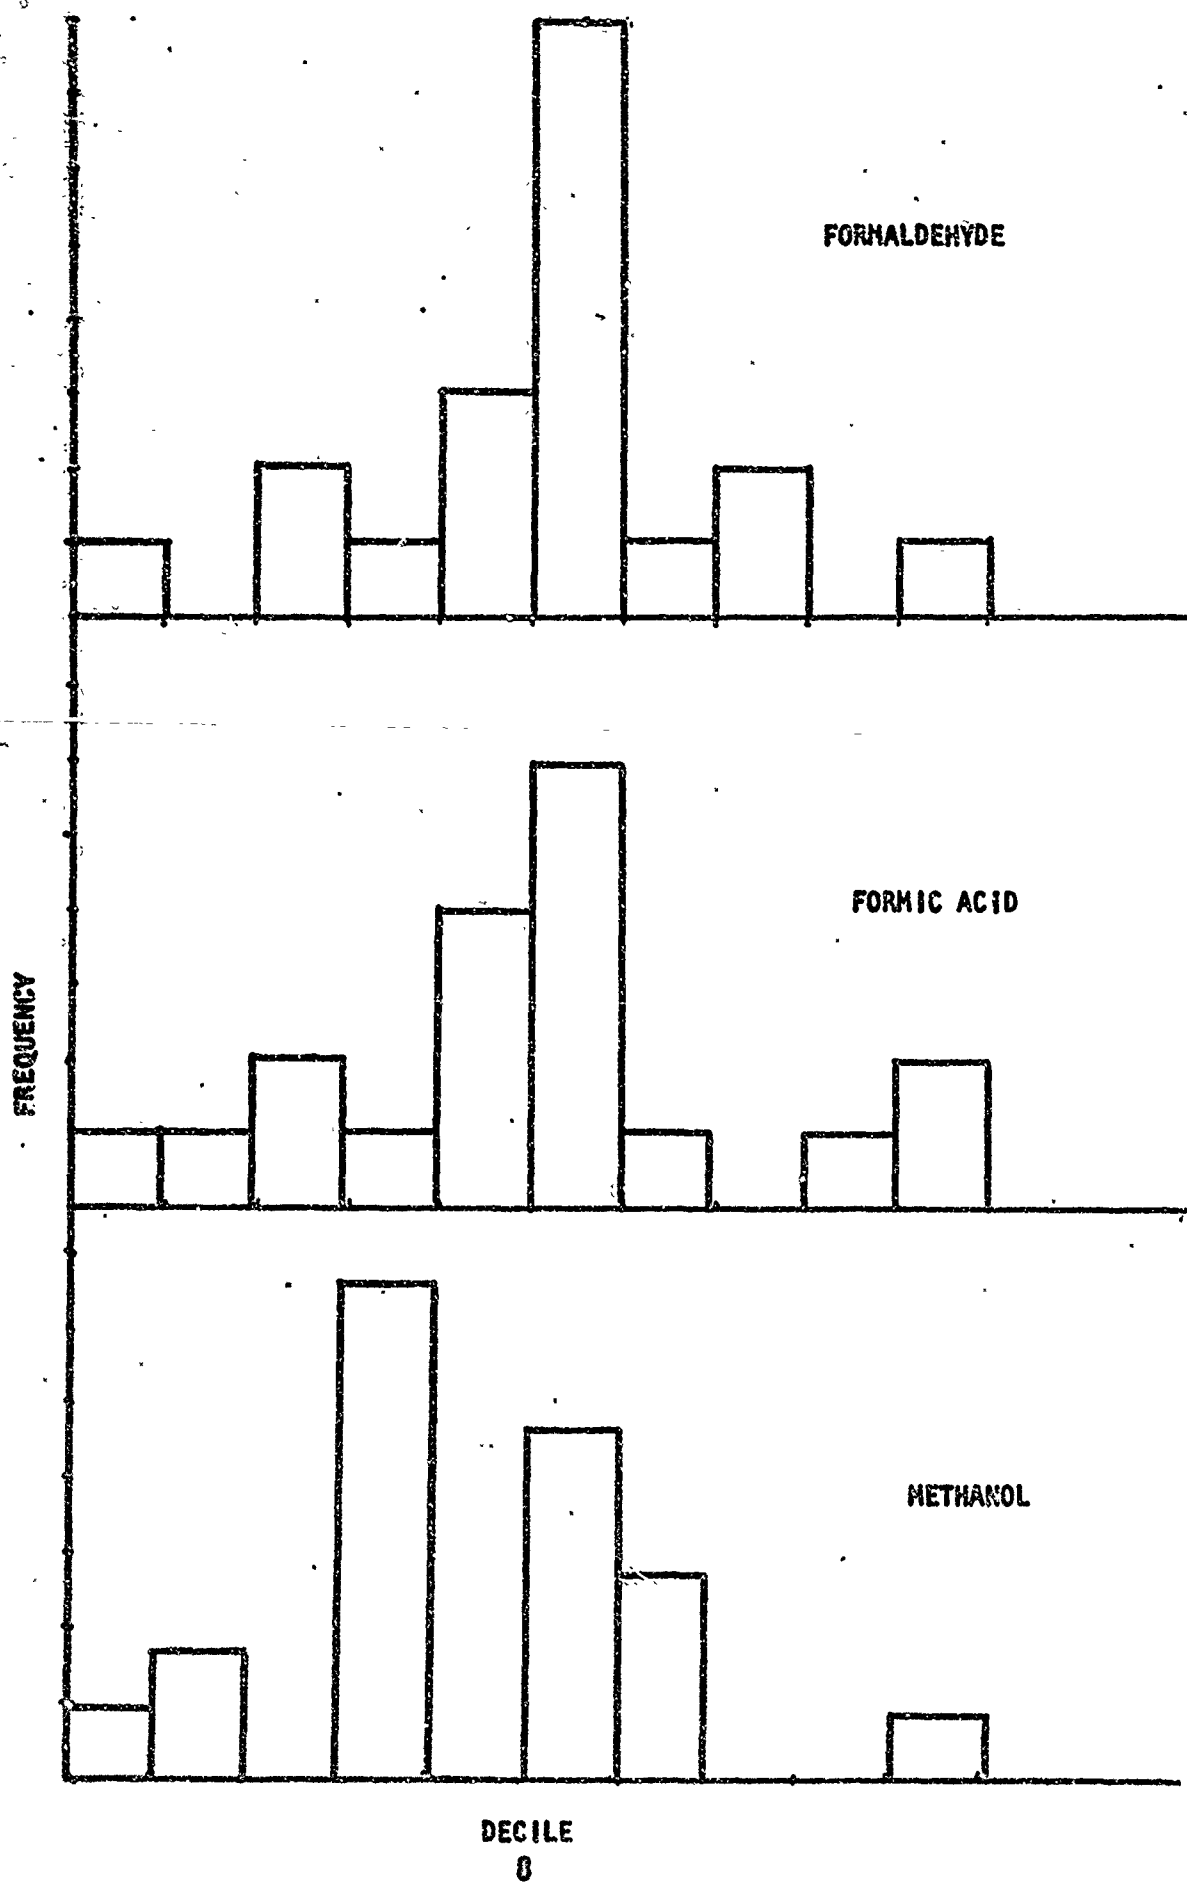 FORMALDEHYDE
FORMIC ACID
FREQUENCY
METHANOL
DECILE
8